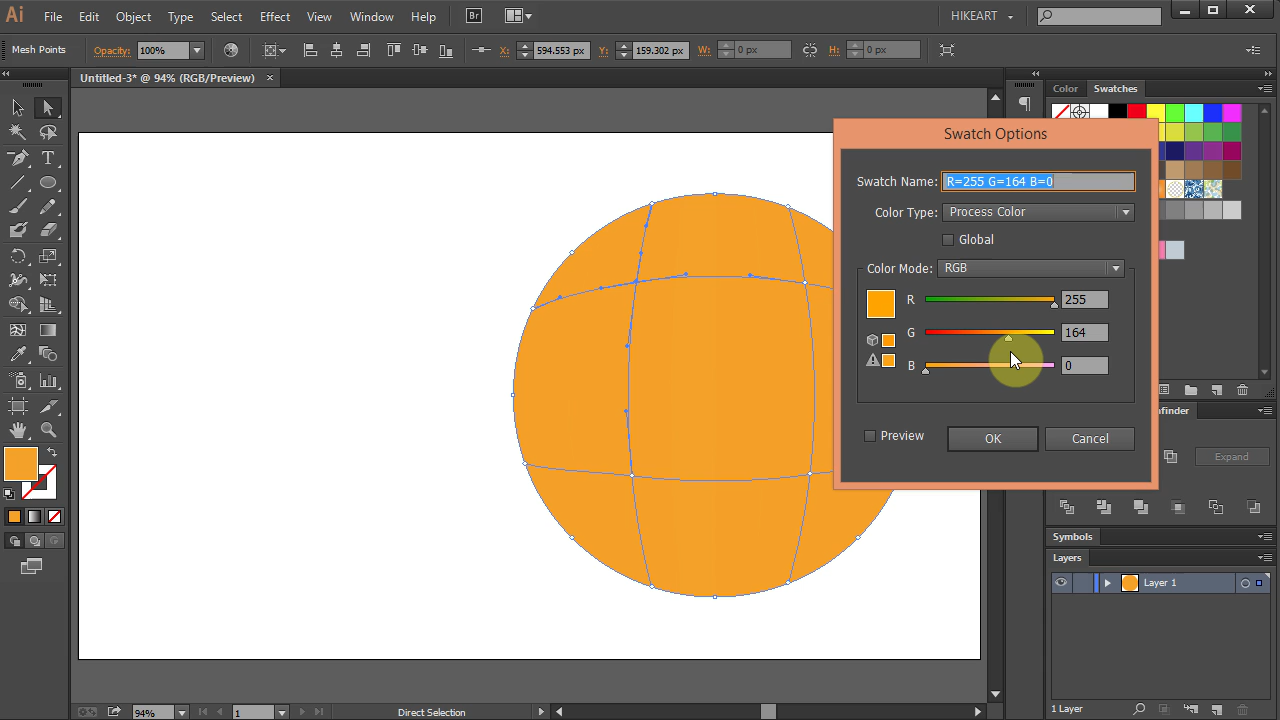 Ai File Edit Object Type Select Effect View Window Help Br HIKEART
Mesh Points Opacity: 100% X: 594.553 px Y: 159.302 px W: 0 px H: 0 px
Untitled-3* @ 94% (RGB/Preview)
Color Swatches
Swatch Options
Swatch Name: R=255 G=164 B=0
Color Type: Process Color
Global
Color Mode: RGB
R 255
G 164
B 0
Preview OK Cancel
finder
Expand
Symbols
Layers
Layer 1
1 Layer
94% 1 Direct Selection